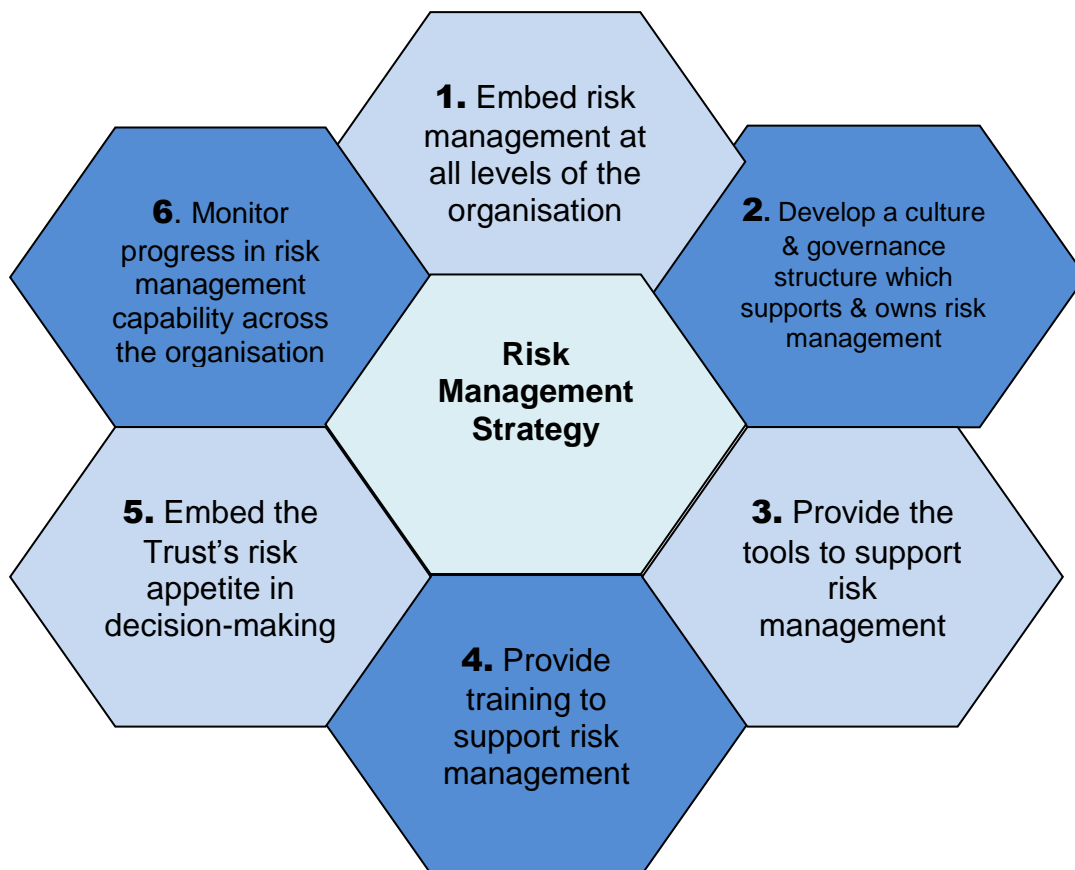 1. Embed risk
management at
all levels of the
organisation
2. Develop a culture
& governance
structure which
supports & owns risk
management
3. Provide the
tools to support
risk
management
4. Provide
training to
support risk
management
5. Embed the
Trust’s risk
appetite in
decision-making
6. Monitor
progress in risk
management
capability across
the organisation
Risk
Management
Strategy